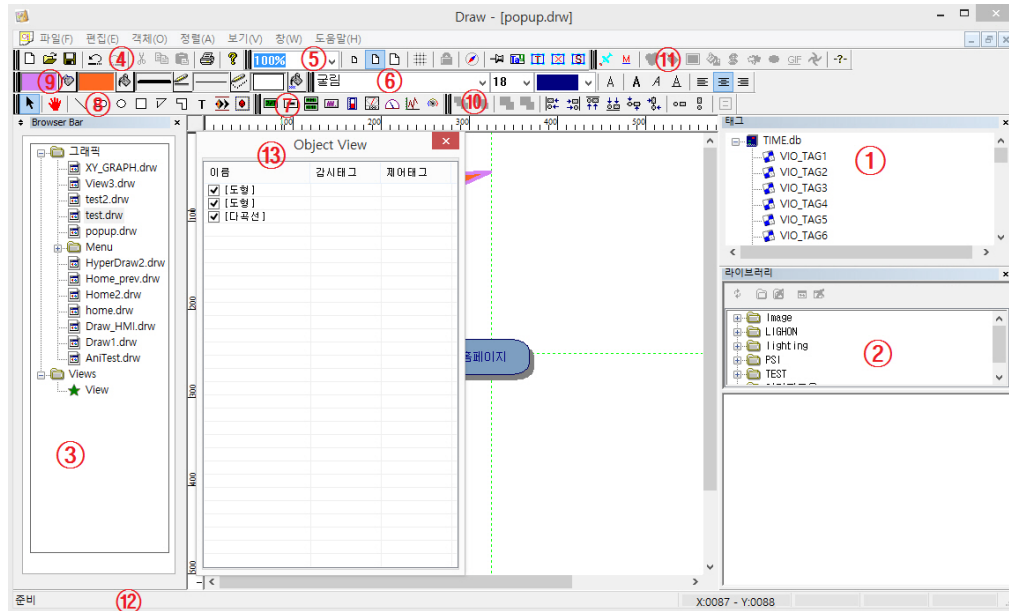 Draw - [popup.drw]
파일(F) 편집(E) 객체(O) 정렬(A) 보기(V) 창(W) 도움말(H)
④ 100% ⑤ M ⑪ GIF -?-
⑨ 굴림 ⑥ 18 A A A A
⑧ T ⑦ ⑩
Browser Bar
그래픽
XY_GRAPH.drw
View3.drw
test2.drw
test.drw
popup.drw
Menu
HyperDraw2.drw
Home_prev.drw
Home2.drw
home.drw
Draw_HMI.drw
Draw1.drw
AniTest.drw
Views
View
③
100 200 300 400 500
100
200
300
400
500
Object View
⑬
이름 감시태그 제어태그
[도형]
[도형]
[다곡선]
홈페이지
태그
TIME.db
VIO_TAG1
VIO_TAG2
VIO_TAG3
VIO_TAG4
VIO_TAG5
VIO_TAG6
①
라이브러리
Image
LIGHON
lighting
PSI
TEST
②
준비 ⑫ X:0087 - Y:0088